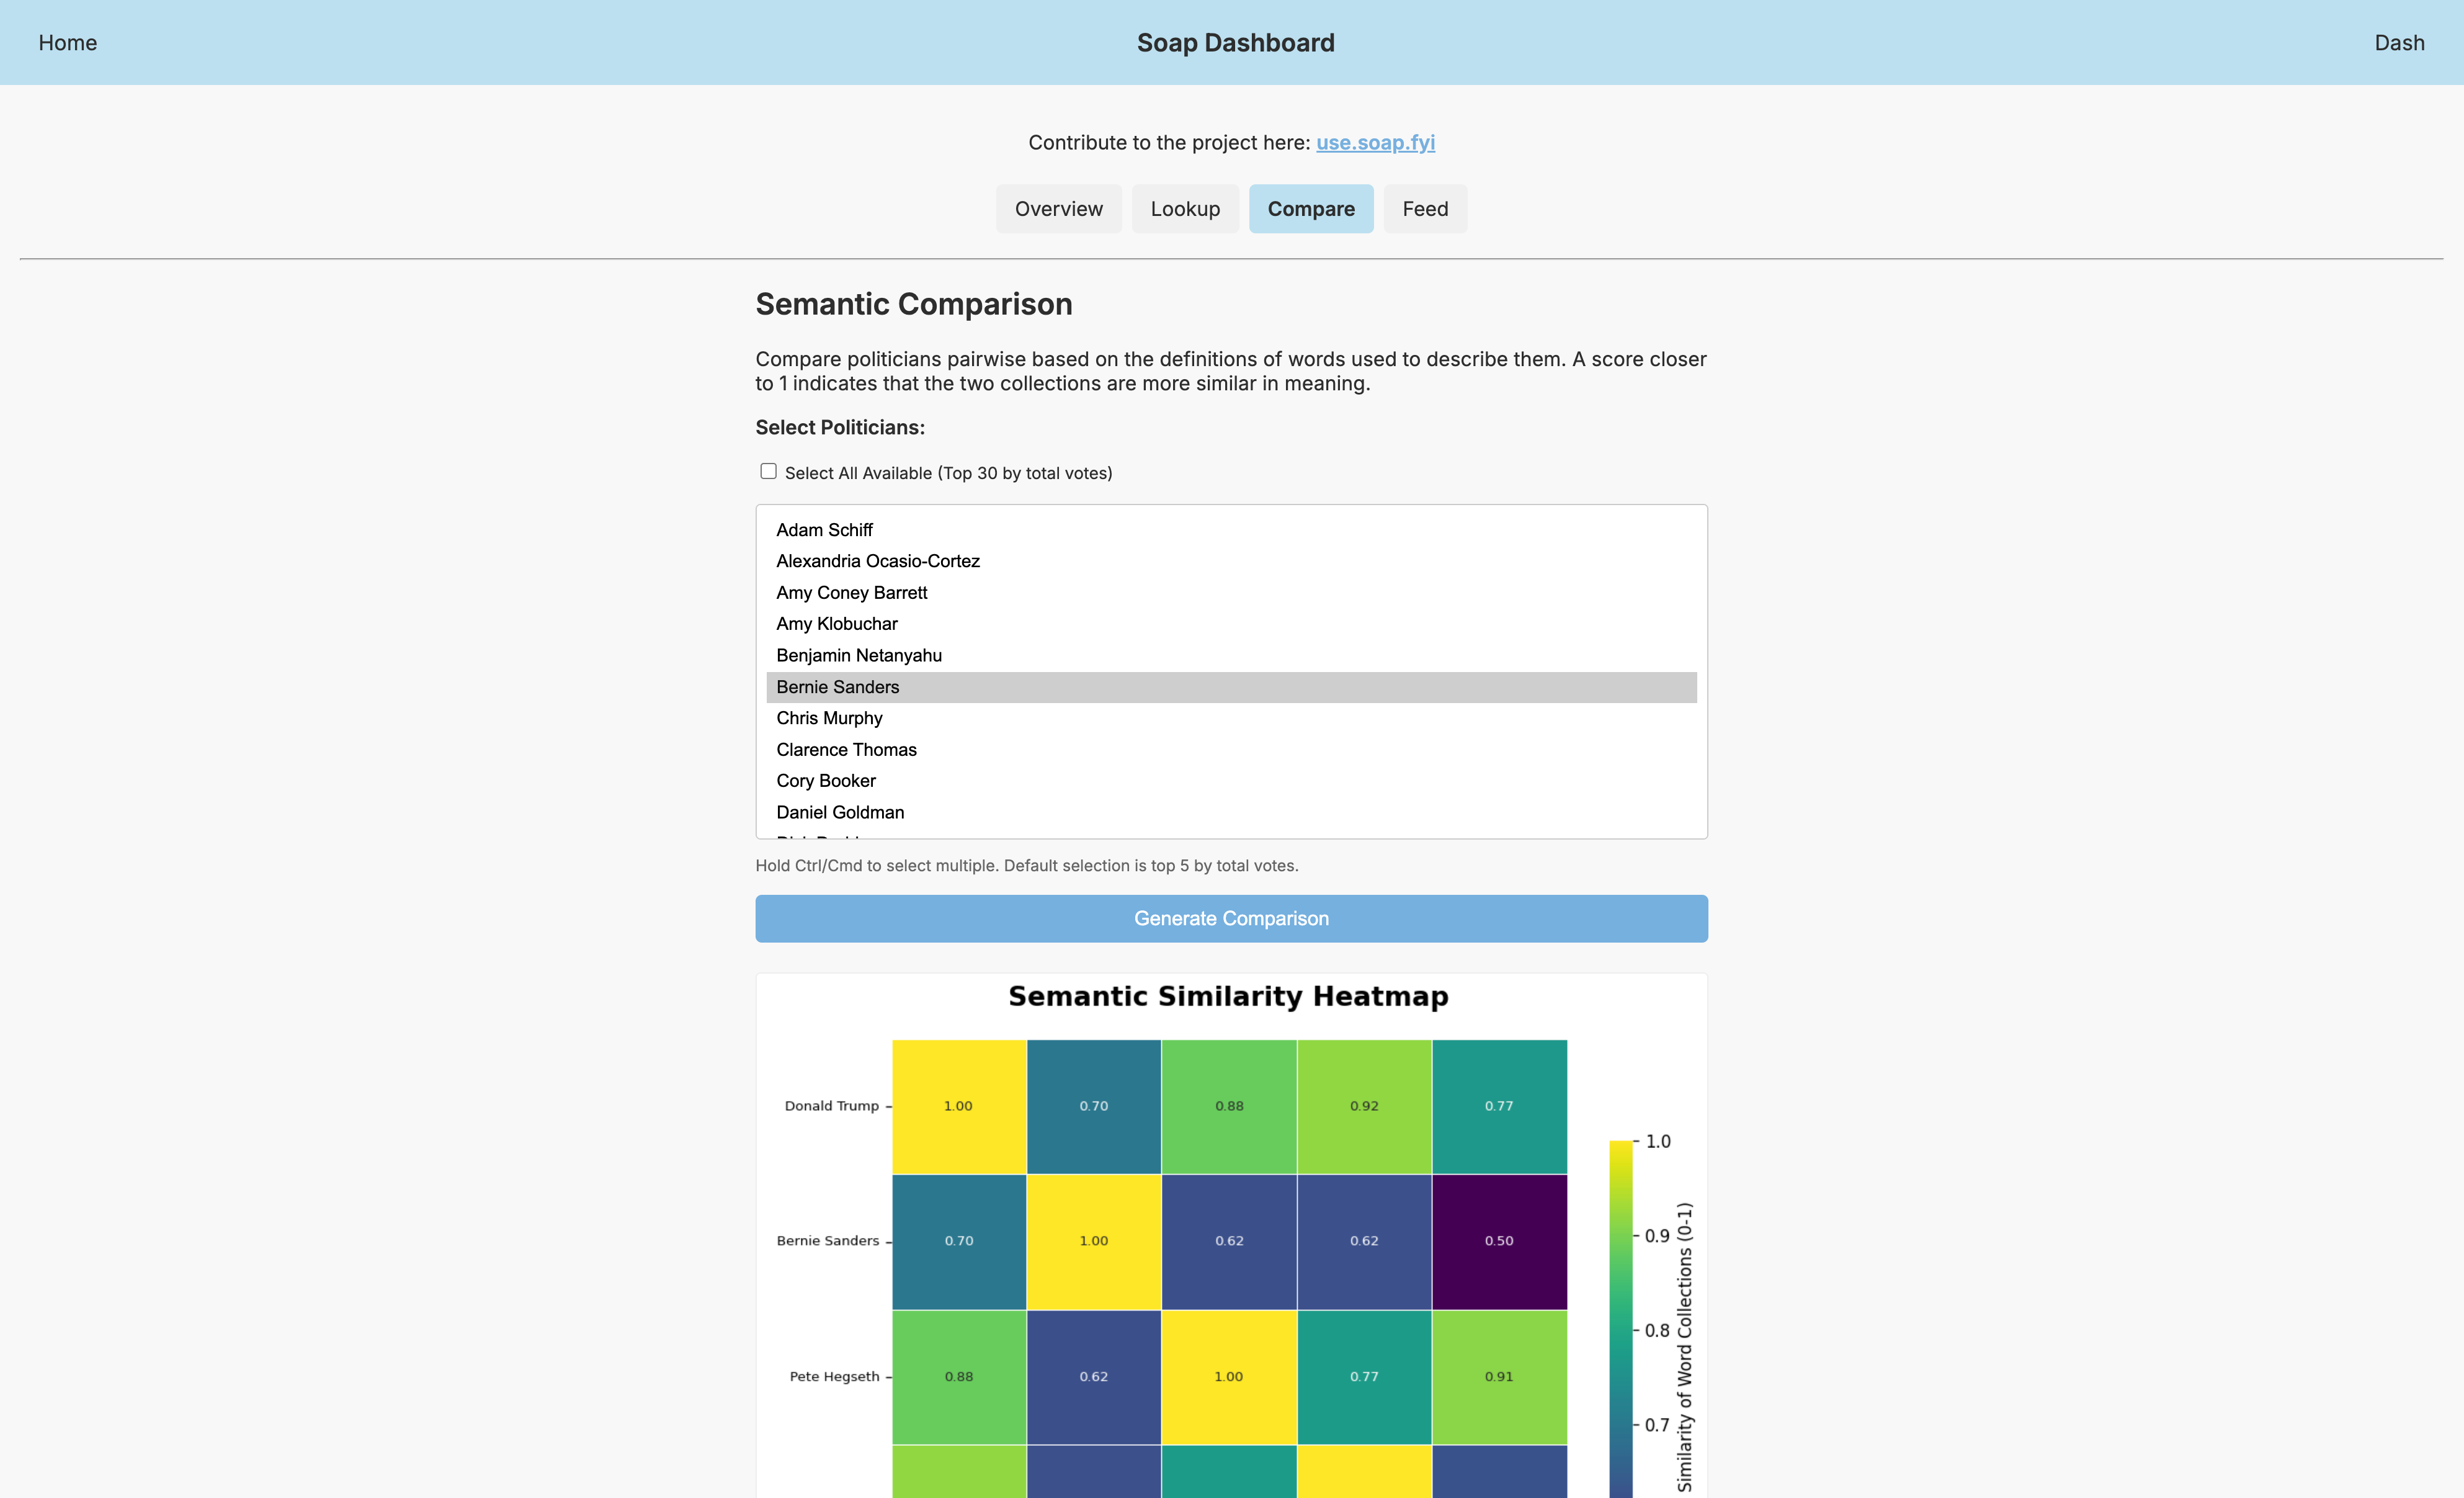 Home
Soap Dashboard
Dash
Contribute to the project here: use.soap.fyi
Overview
Lookup
Compare
Feed
Semantic Comparison
Compare politicians pairwise based on the definitions of words used to describe them. A score closer
to 1 indicates that the two collections are more similar in meaning.
Select Politicians:
Select All Available (Top 30 by total votes)
Adam Schiff
Alexandria Ocasio-Cortez
Amy Coney Barrett
Amy Klobuchar
Benjamin Netanyahu
Bernie Sanders
Chris Murphy
Clarence Thomas
Cory Booker
Daniel Goldman
Hold Ctrl/Cmd to select multiple. Default selection is top 5 by total votes.
Generate Comparison
Semantic Similarity Heatmap
Donald Trump
1.00 0.70 0.88 0.92 0.77
Bernie Sanders
0.70 1.00 0.62 0.62 0.50
Pete Hegseth
0.88 0.62 1.00 0.77 0.91
1.0
0.9
0.8
0.7
Similarity of Word Collections (0-1)